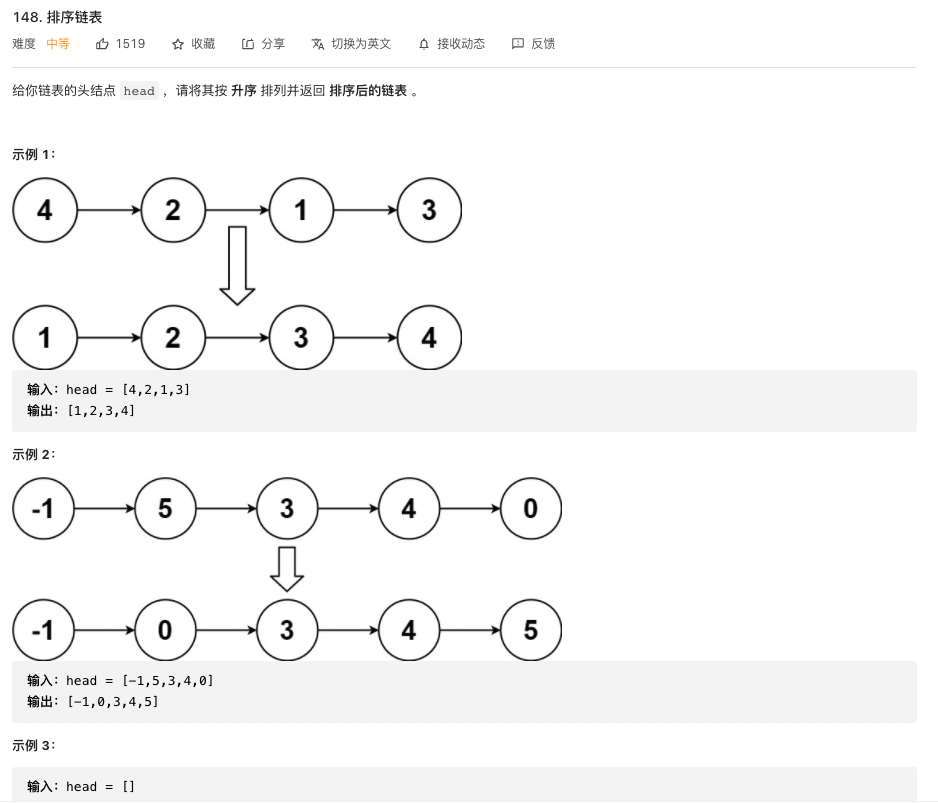 148. 排序链表
难度 中等 1519 收藏 分享 切换为英文 接收动态 反馈
给你链表的头结点 head ，请将其按 升序 排列并返回 排序后的链表 。
示例 1：
4 2 1 3
1 2 3 4
输入：head = [4,2,1,3]
输出：[1,2,3,4]
示例 2：
-1 5 3 4 0
-1 0 3 4 5
输入：head = [-1,5,3,4,0]
输出：[-1,0,3,4,5]
示例 3：
输入：head = []